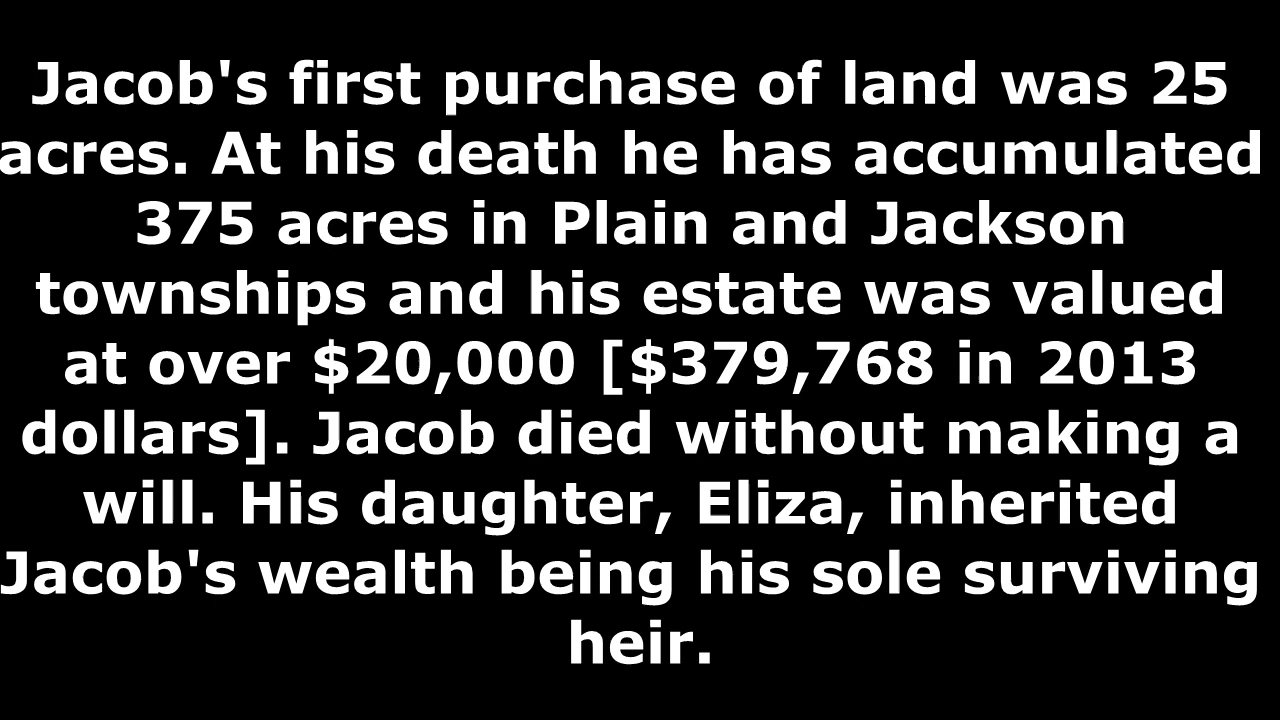 Jacob's first purchase of land was 25
acres. At his death he has accumulated
375 acres in Plain and Jackson
townships and his estate was valued
at over $20,000 [$379,768 in 2013
dollars]. Jacob died without making a
will. His daughter, Eliza, inherited
Jacob's wealth being his sole surviving
heir.